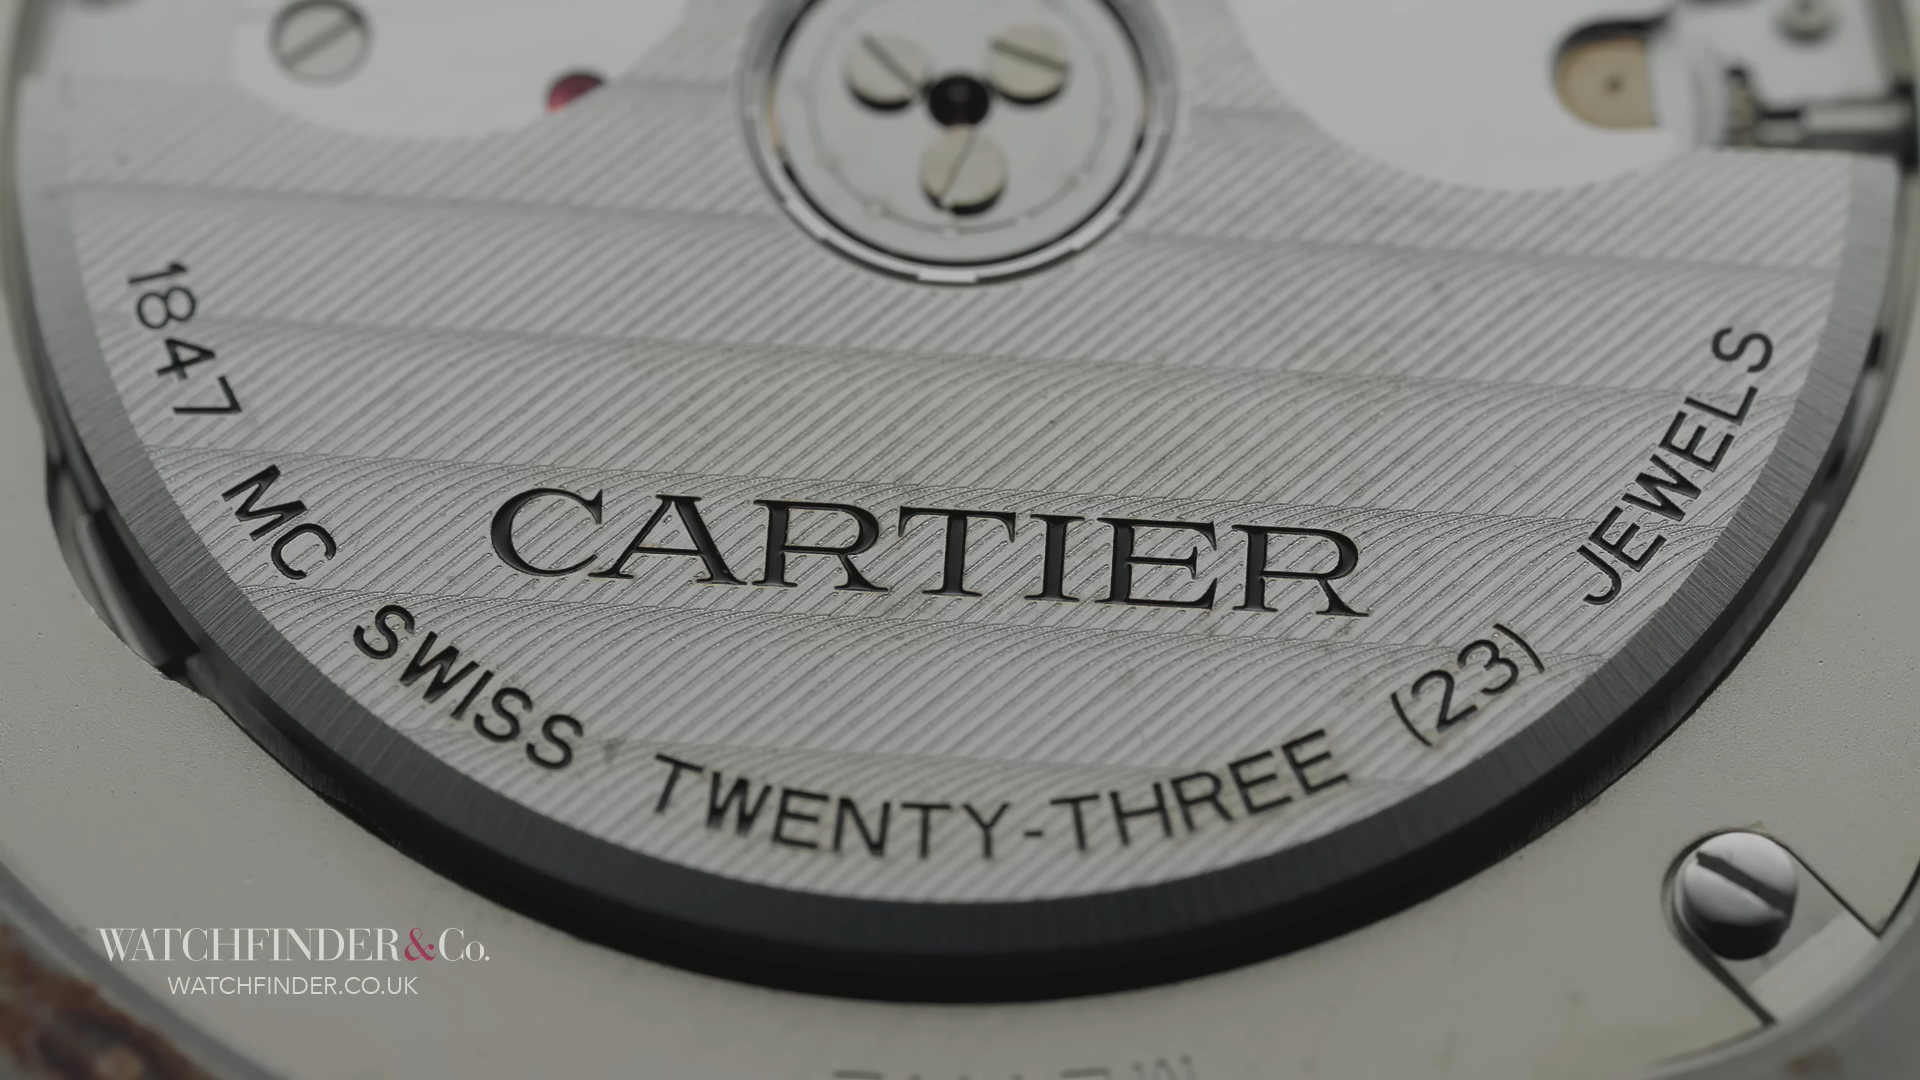 CARTIER
1847 MC SWISS TWENTY-THREE (23) JEWELS
WATCHFINDER&Co.
WATCHFINDER.CO.UK